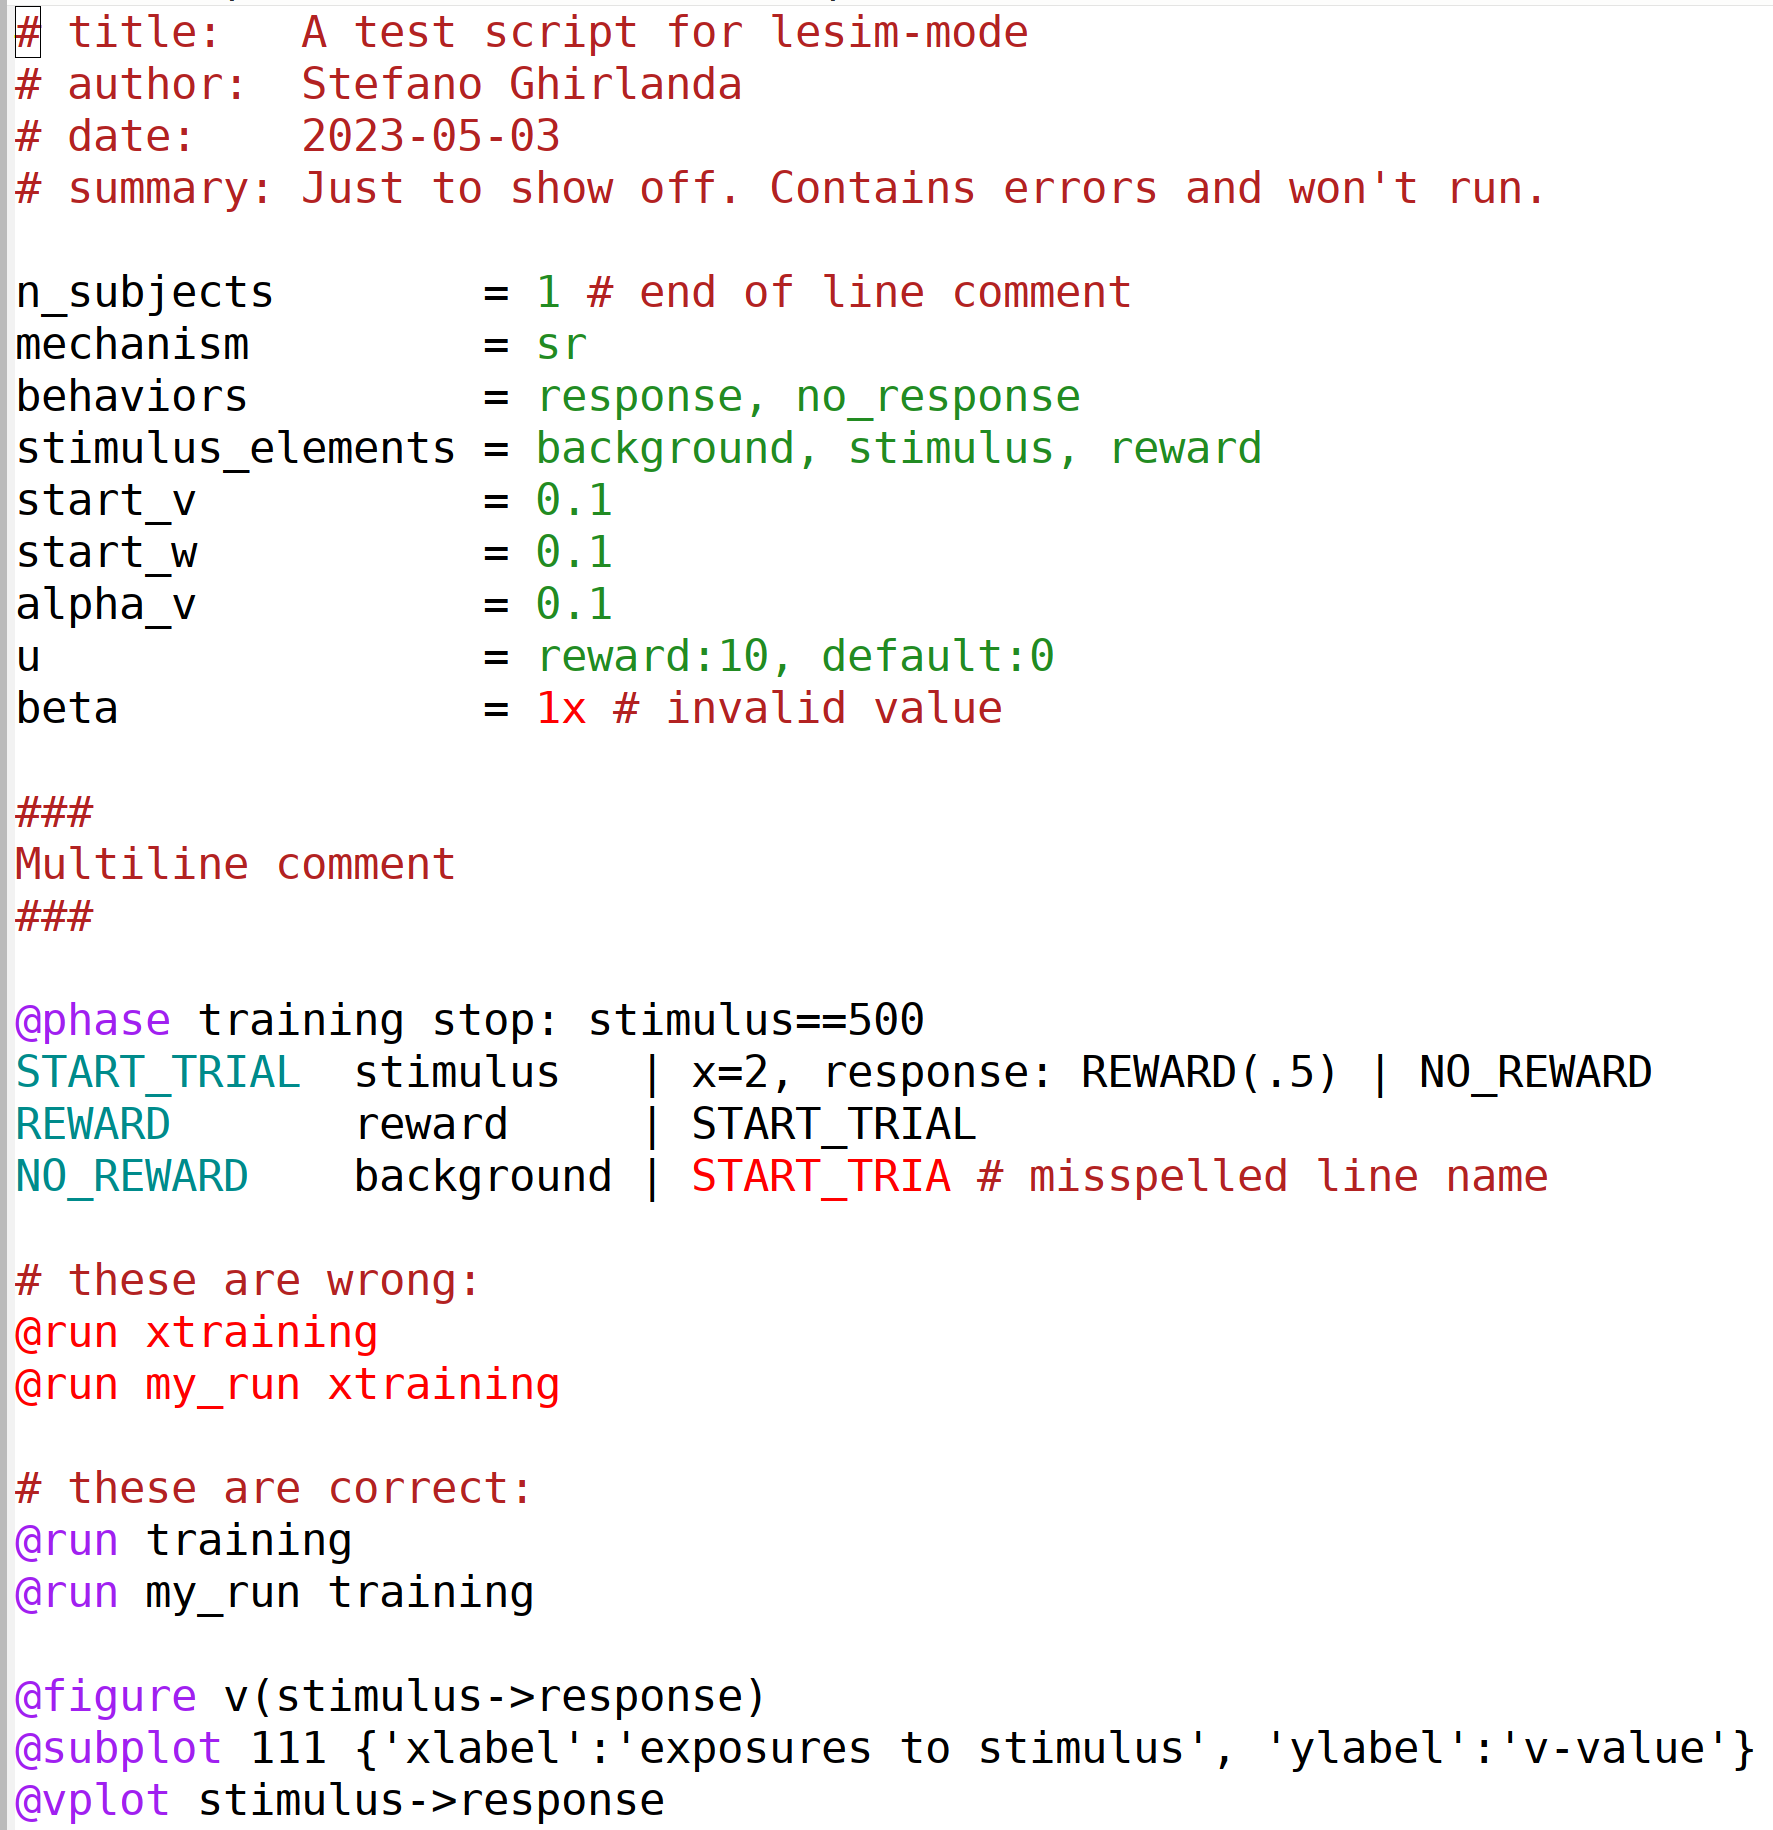 # title:   A test script for lesim-mode
# author:  Stefano Ghirlanda
# date:    2023-05-03
# summary: Just to show off. Contains errors and won't run.

n_subjects        = 1 # end of line comment
mechanism         = sr
behaviors         = response, no_response
stimulus_elements = background, stimulus, reward
start_v           = 0.1
start_w           = 0.1
alpha_v           = 0.1
u                 = reward:10, default:0
beta              = 1x # invalid value

###
Multiline comment
###

@phase training stop: stimulus==500
START_TRIAL  stimulus   | x=2, response: REWARD(.5) | NO_REWARD
REWARD       reward     | START_TRIAL
NO_REWARD    background | START_TRIA # misspelled line name

# these are wrong:
@run xtraining
@run my_run xtraining

# these are correct:
@run training
@run my_run training

@figure v(stimulus->response)
@subplot 111 {'xlabel':'exposures to stimulus', 'ylabel':'v-value'}
@vplot stimulus->response